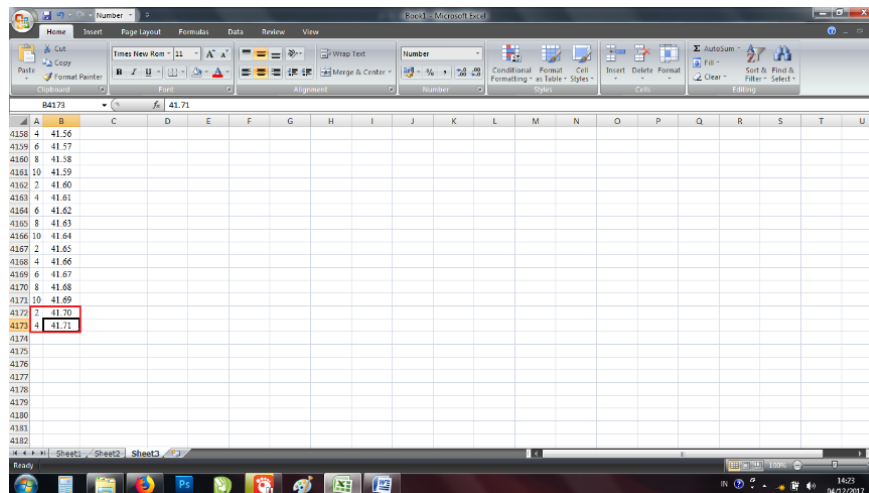 Number
Book1 - Microsoft Excel
Home Insert Page Layout Formulas Data Review View
Paste
Cut
Copy
Format Painter
Clipboard
Times New Rom 11 A A
B I U A
Font
Wrap Text
Merge & Center
Alignment
Number
% ,
Number
Conditional Formatting
Format as Table
Cell Styles
Styles
Insert Delete Format
Cells
Σ AutoSum
Fill
Clear
Sort & Filter
Find & Select
Editing
B4173 fx 41.71
A B C D E F G H I J K L M N O P Q R S T U
4158 4 41.56
4159 6 41.57
4160 8 41.58
4161 10 41.59
4162 2 41.60
4163 4 41.61
4164 6 41.62
4165 8 41.63
4166 10 41.64
4167 2 41.65
4168 4 41.66
4169 6 41.67
4170 8 41.68
4171 10 41.69
4172 2 41.70
4173 4 41.71
4174
4175
4176
4177
4178
4179
4180
4181
4182
Sheet1 Sheet2 Sheet3
Ready 100%
Ps W IN 14:23
04/12/2017